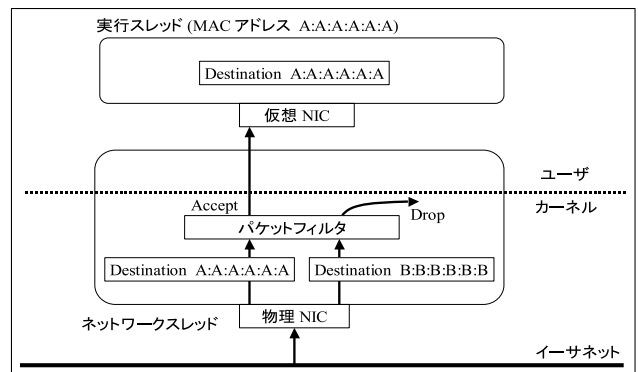 実行スレッド (MAC アドレス A:A:A:A:A:A)
Destination A:A:A:A:A:A
仮想 NIC
ユーザ
カーネル
Accept
Drop
パケットフィルタ
Destination A:A:A:A:A:A
Destination B:B:B:B:B:B
物理 NIC
ネットワークスレッド
イーサネット